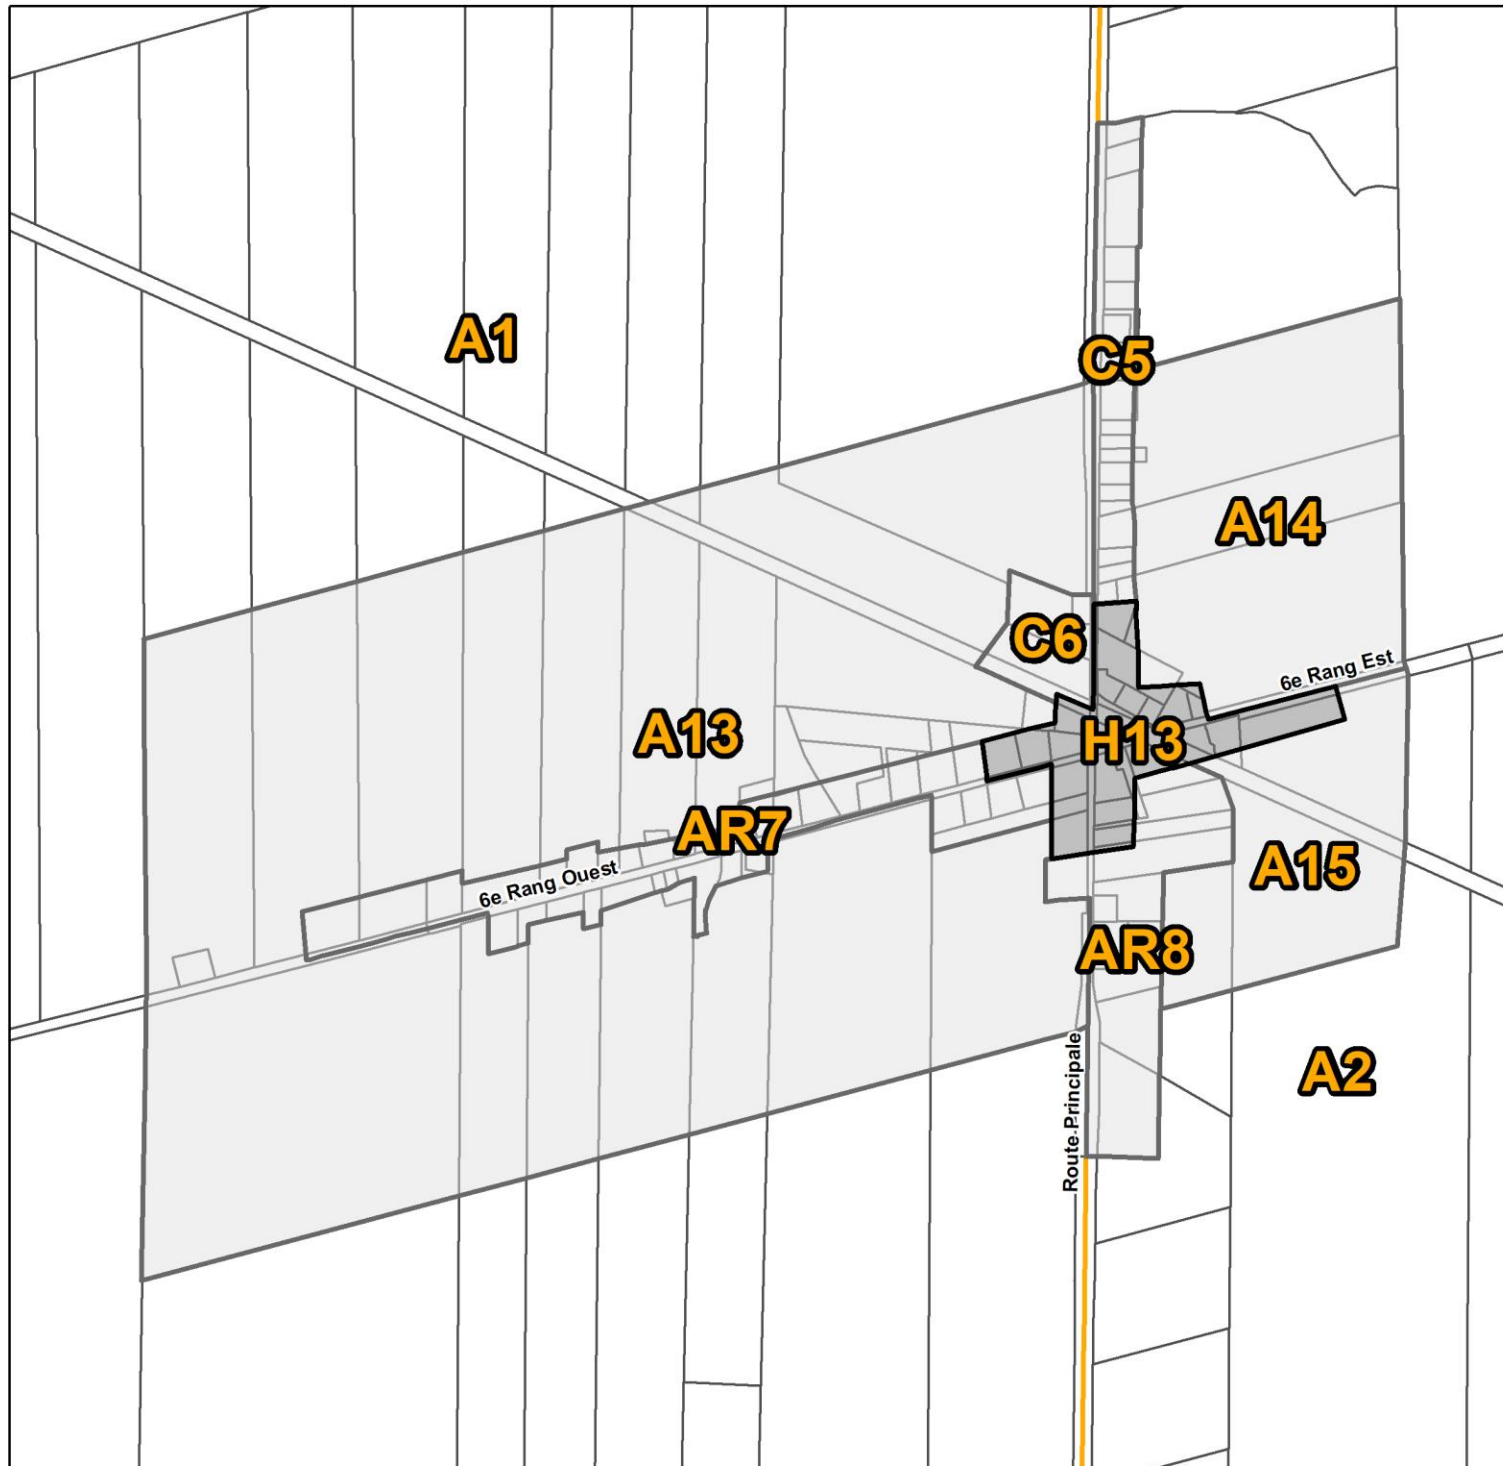 A1
C5
A14
C6
6e Rang Est
A13
H13
AR7
6e Rang Ouest
A15
AR8
Route Principale
A2